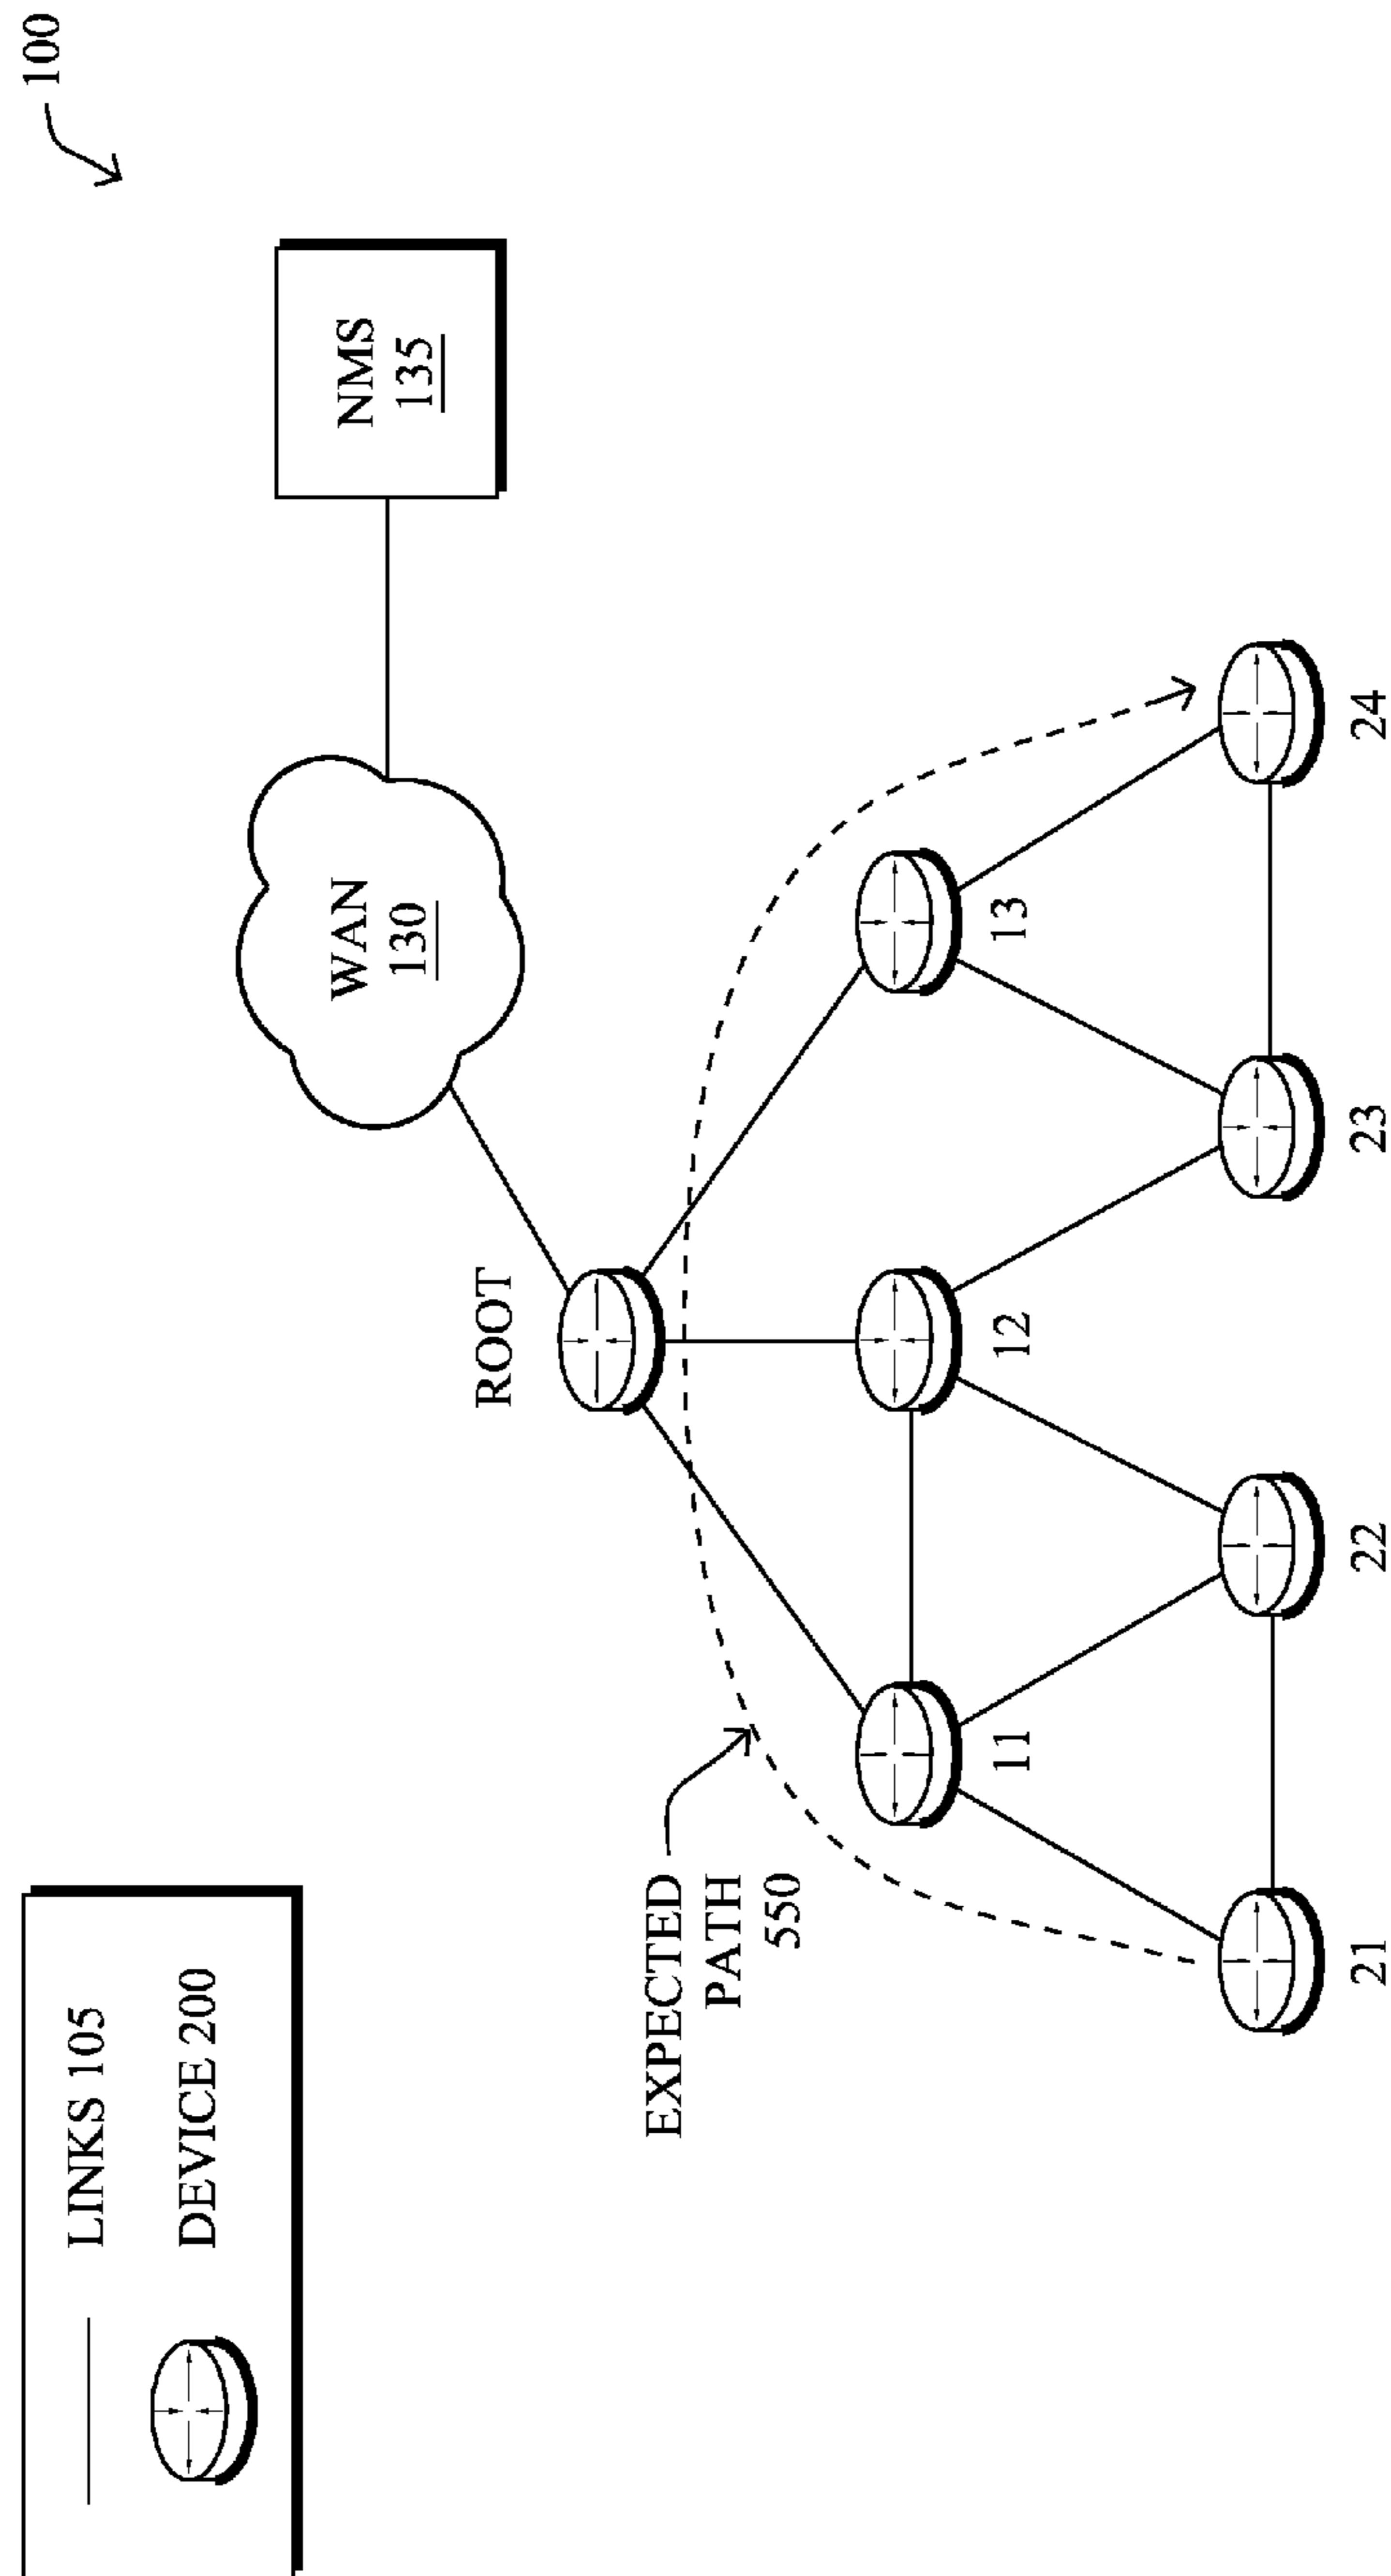 100
LINKS 105
DEVICE 200
NMS
135
WAN
130
ROOT
EXPECTED
PATH
550
11
12
13
21
22
23
24